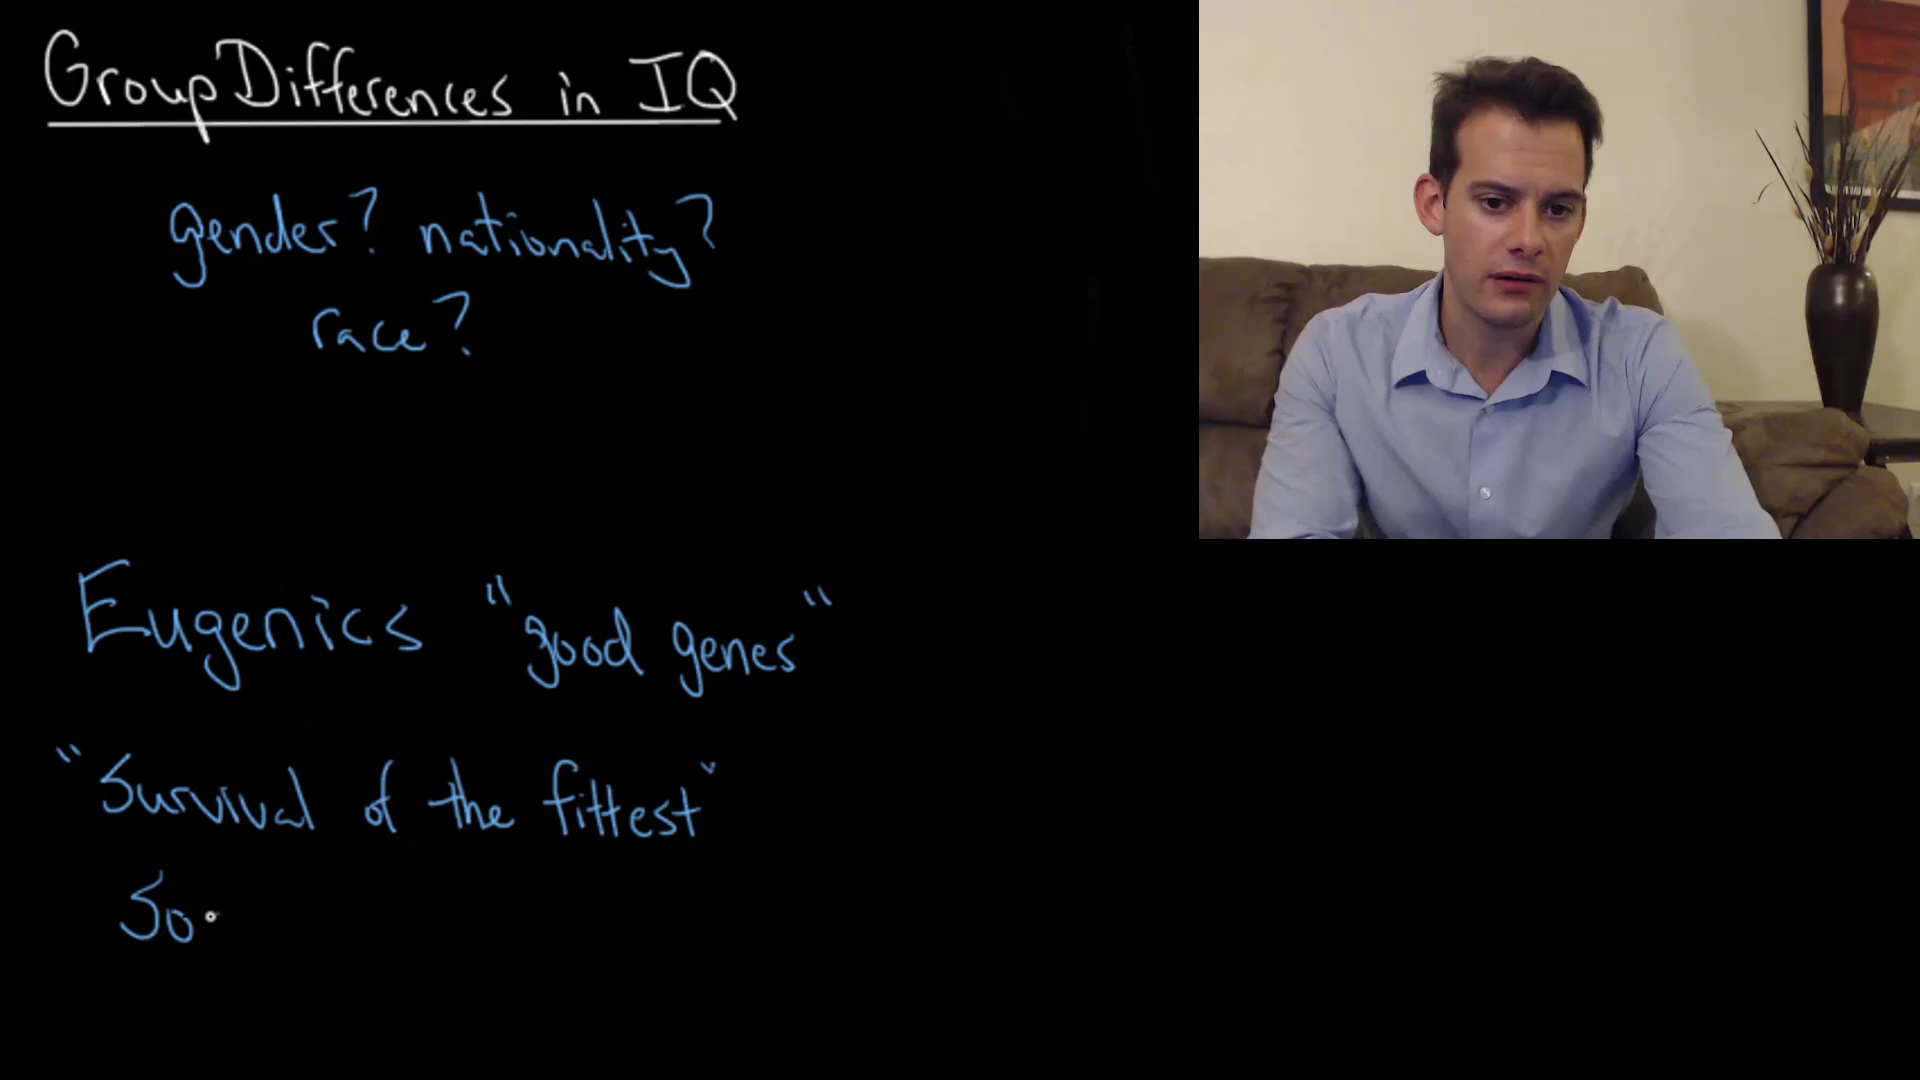 Group Differences in IQ
gender? nationality?
race?
Eugenics "good genes"
"Survival of the fittest"
So